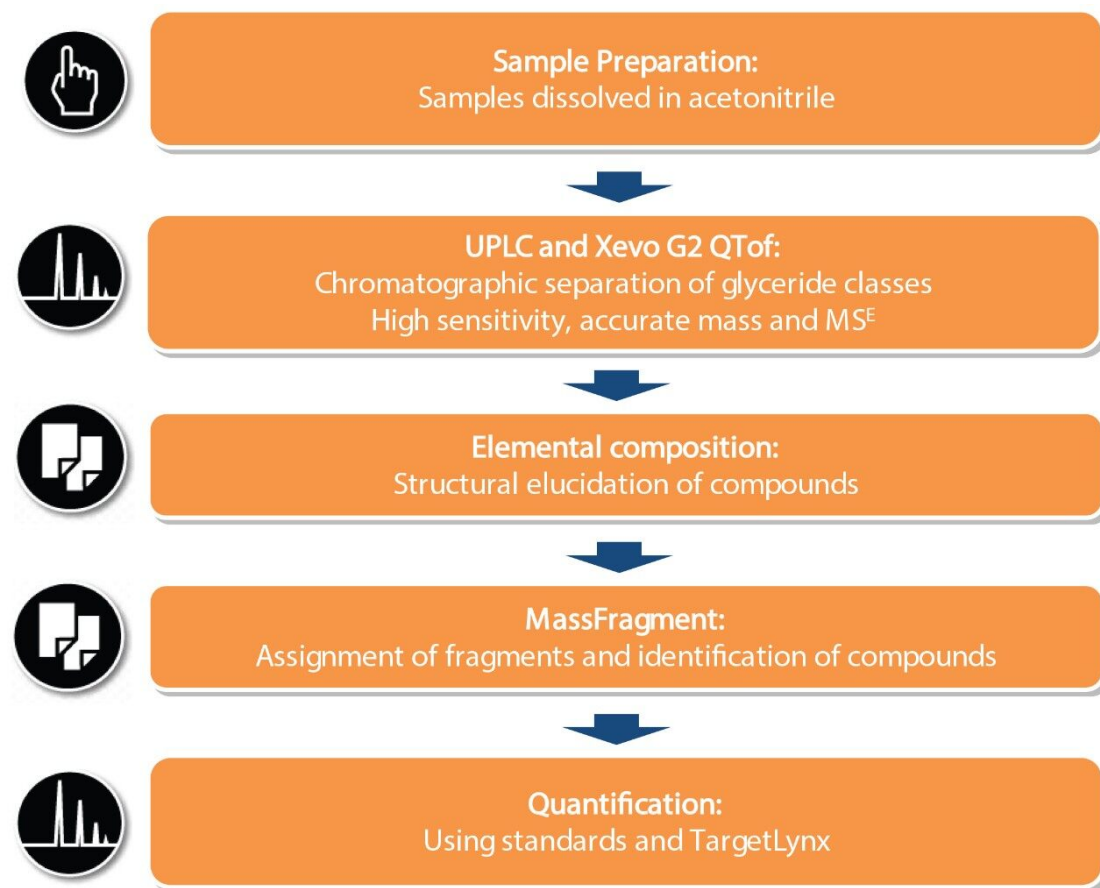 Sample Preparation:
Samples dissolved in acetonitrile
UPLC and Xevo G2 QTof:
Chromatographic separation of glyceride classes
High sensitivity, accurate mass and MSᴱ
Elemental composition:
Structural elucidation of compounds
MassFragment:
Assignment of fragments and identification of compounds
Quantification:
Using standards and TargetLynx